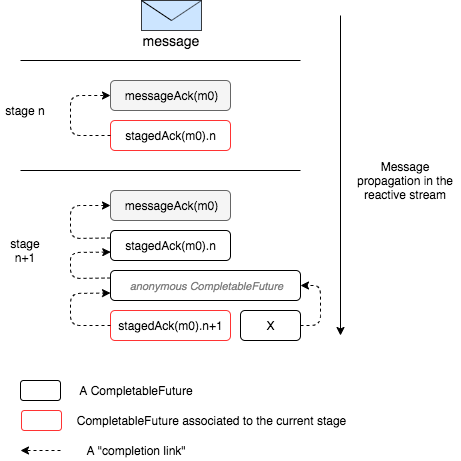 message
stage n
messageAck(m0)
stagedAck(m0).n
Message
propagation in the
reactive stream
stage
n+1
messageAck(m0)
stagedAck(m0).n
anonymous CompletableFuture
stagedAck(m0).n+1
X
A CompletableFuture
CompletableFuture associated to the current stage
A "completion link"